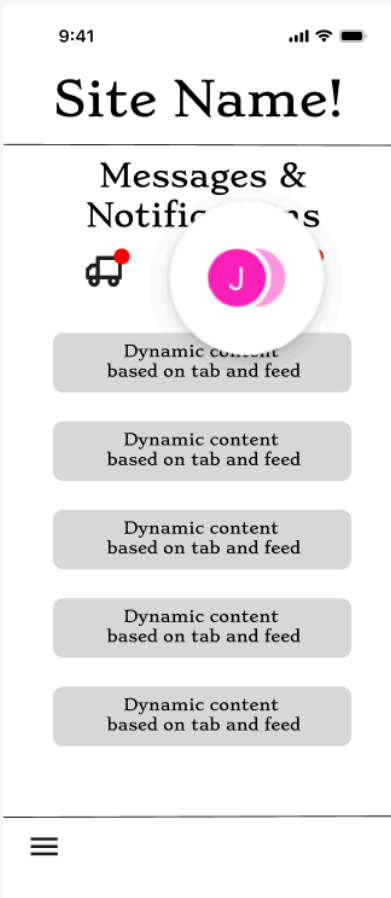 9:41
Site Name!
Messages &
J
Dynamic content
based on tab and feed
Dynamic content
based on tab and feed
Dynamic content
based on tab and feed
Dynamic content
based on tab and feed
Dynamic content
based on tab and feed